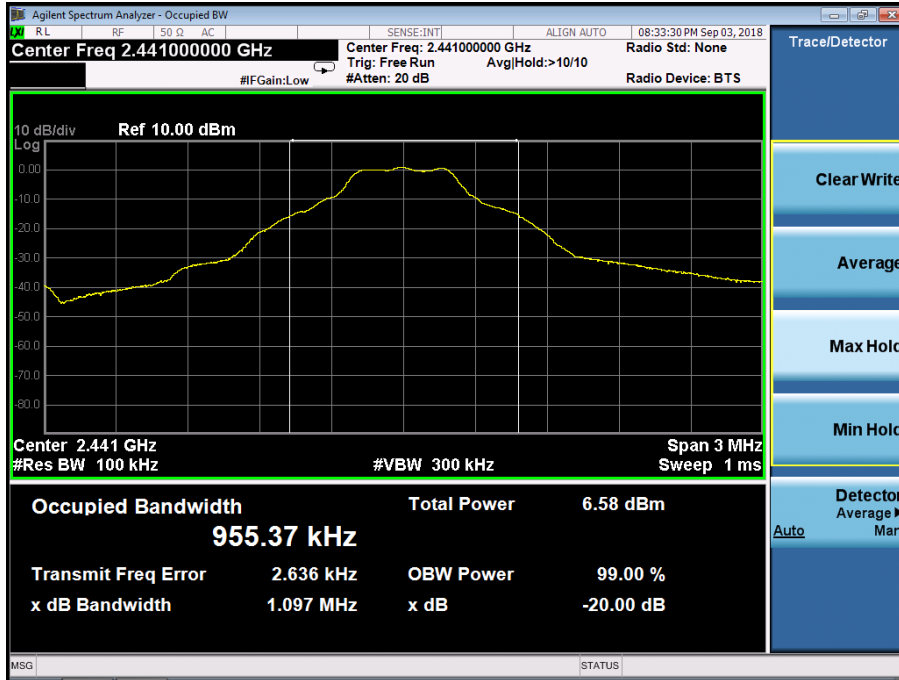 Agilent Spectrum Analyzer - Occupied BW
LXI RL RF 50 Ω AC SENSE:INT ALIGN AUTO 08:33:30 PM Sep 03, 2018
Center Freq 2.441000000 GHz
Center Freq: 2.441000000 GHz Radio Std: None
Trig: Free Run Avg|Hold:>10/10
#IFGain:Low #Atten: 20 dB Radio Device: BTS
Trace/Detector
10 dB/div Ref 10.00 dBm
Log
0.00
-10.0
-20.0
-30.0
-40.0
-50.0
-60.0
-70.0
-80.0
Center 2.441 GHz Span 3 MHz
#Res BW 100 kHz #VBW 300 kHz Sweep 1 ms
Occupied Bandwidth Total Power 6.58 dBm
955.37 kHz
Transmit Freq Error 2.636 kHz OBW Power 99.00 %
x dB Bandwidth 1.097 MHz x dB -20.00 dB
Clear Write
Average
Max Hold
Min Hold
Detector
Average
Auto Man
MSG STATUS